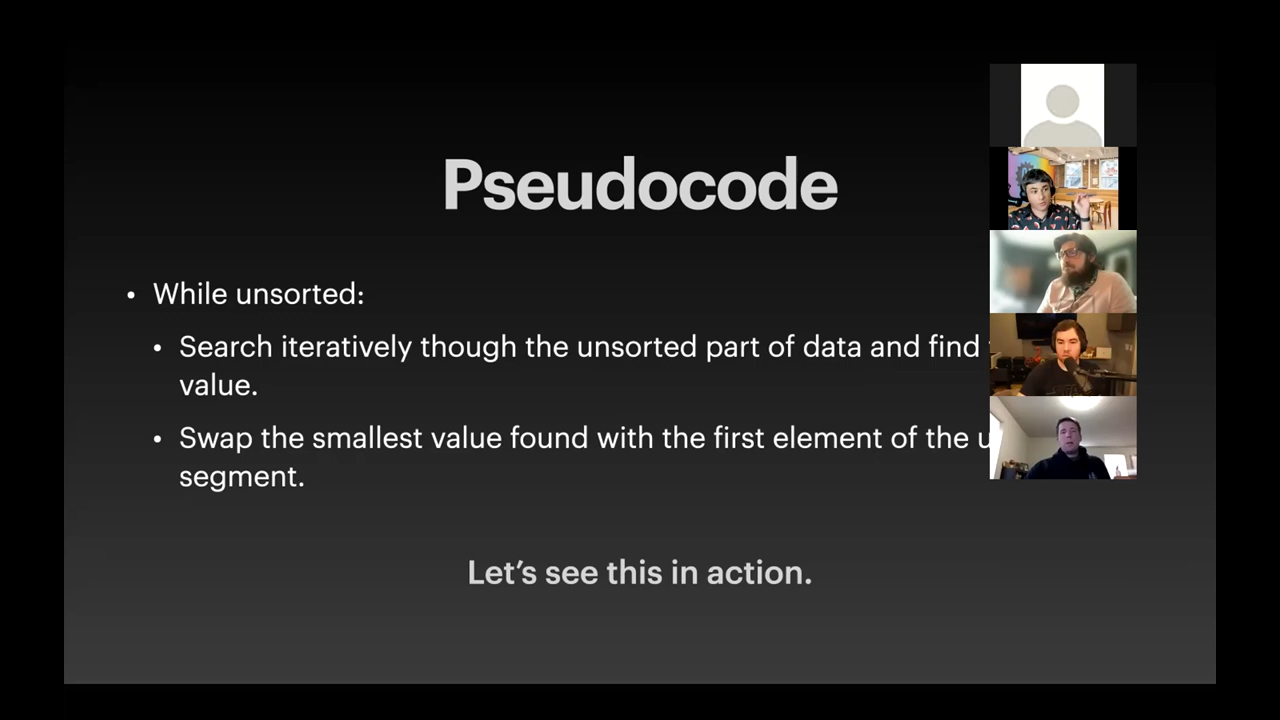 Pseudocode
• While unsorted:
• Search iteratively though the unsorted part of data and find
value.
• Swap the smallest value found with the first element of the
segment.
Let’s see this in action.